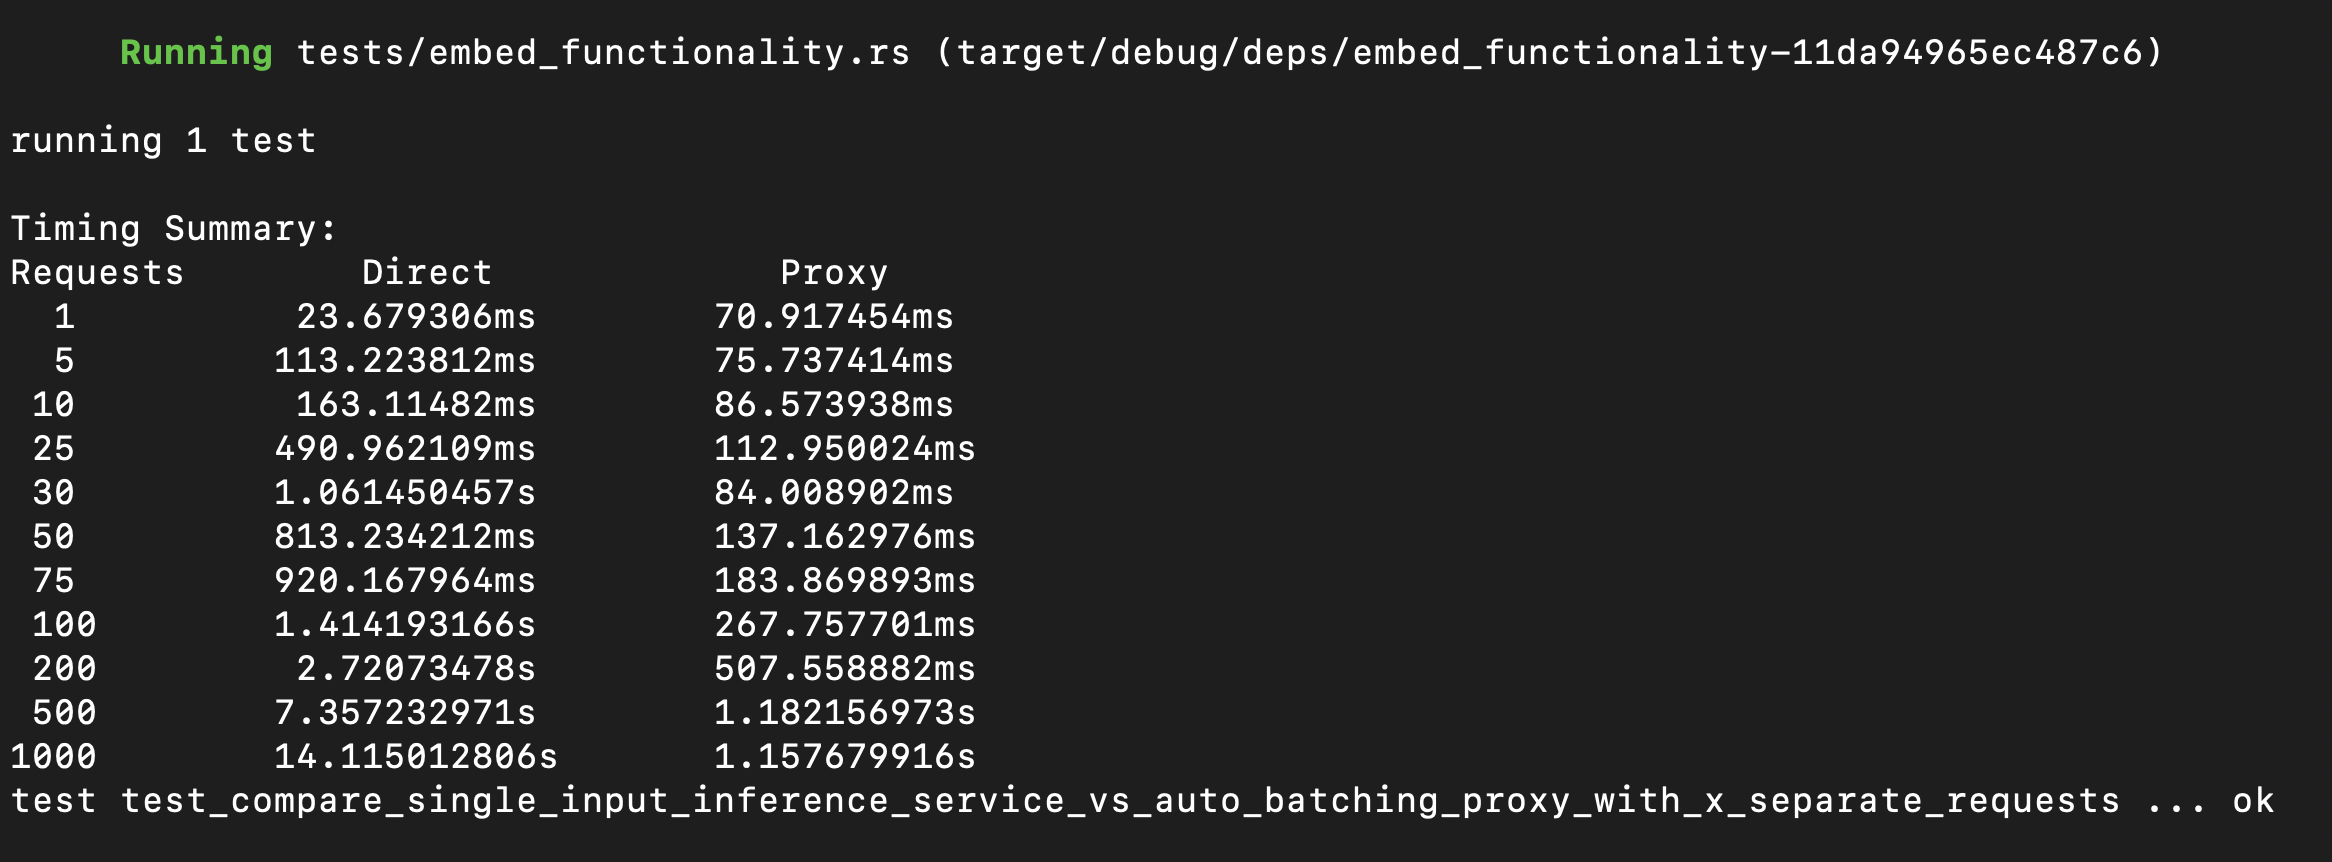 Running tests/embed_functionality.rs (target/debug/deps/embed_functionality-11da94965ec487c6)
running 1 test
Timing Summary:
Requests        Direct             Proxy
  1          23.679306ms        70.917454ms
  5         113.223812ms        75.737414ms
 10          163.11482ms        86.573938ms
 25         490.962109ms        112.950024ms
 30         1.061450457s        84.008902ms
 50         813.234212ms        137.162976ms
 75         920.167964ms        183.869893ms
 100        1.414193166s        267.757701ms
 200         2.72073478s        507.558882ms
 500        7.357232971s        1.182156973s
1000        14.115012806s       1.157679916s
test test_compare_single_input_inference_service_vs_auto_batching_proxy_with_x_separate_requests ... ok